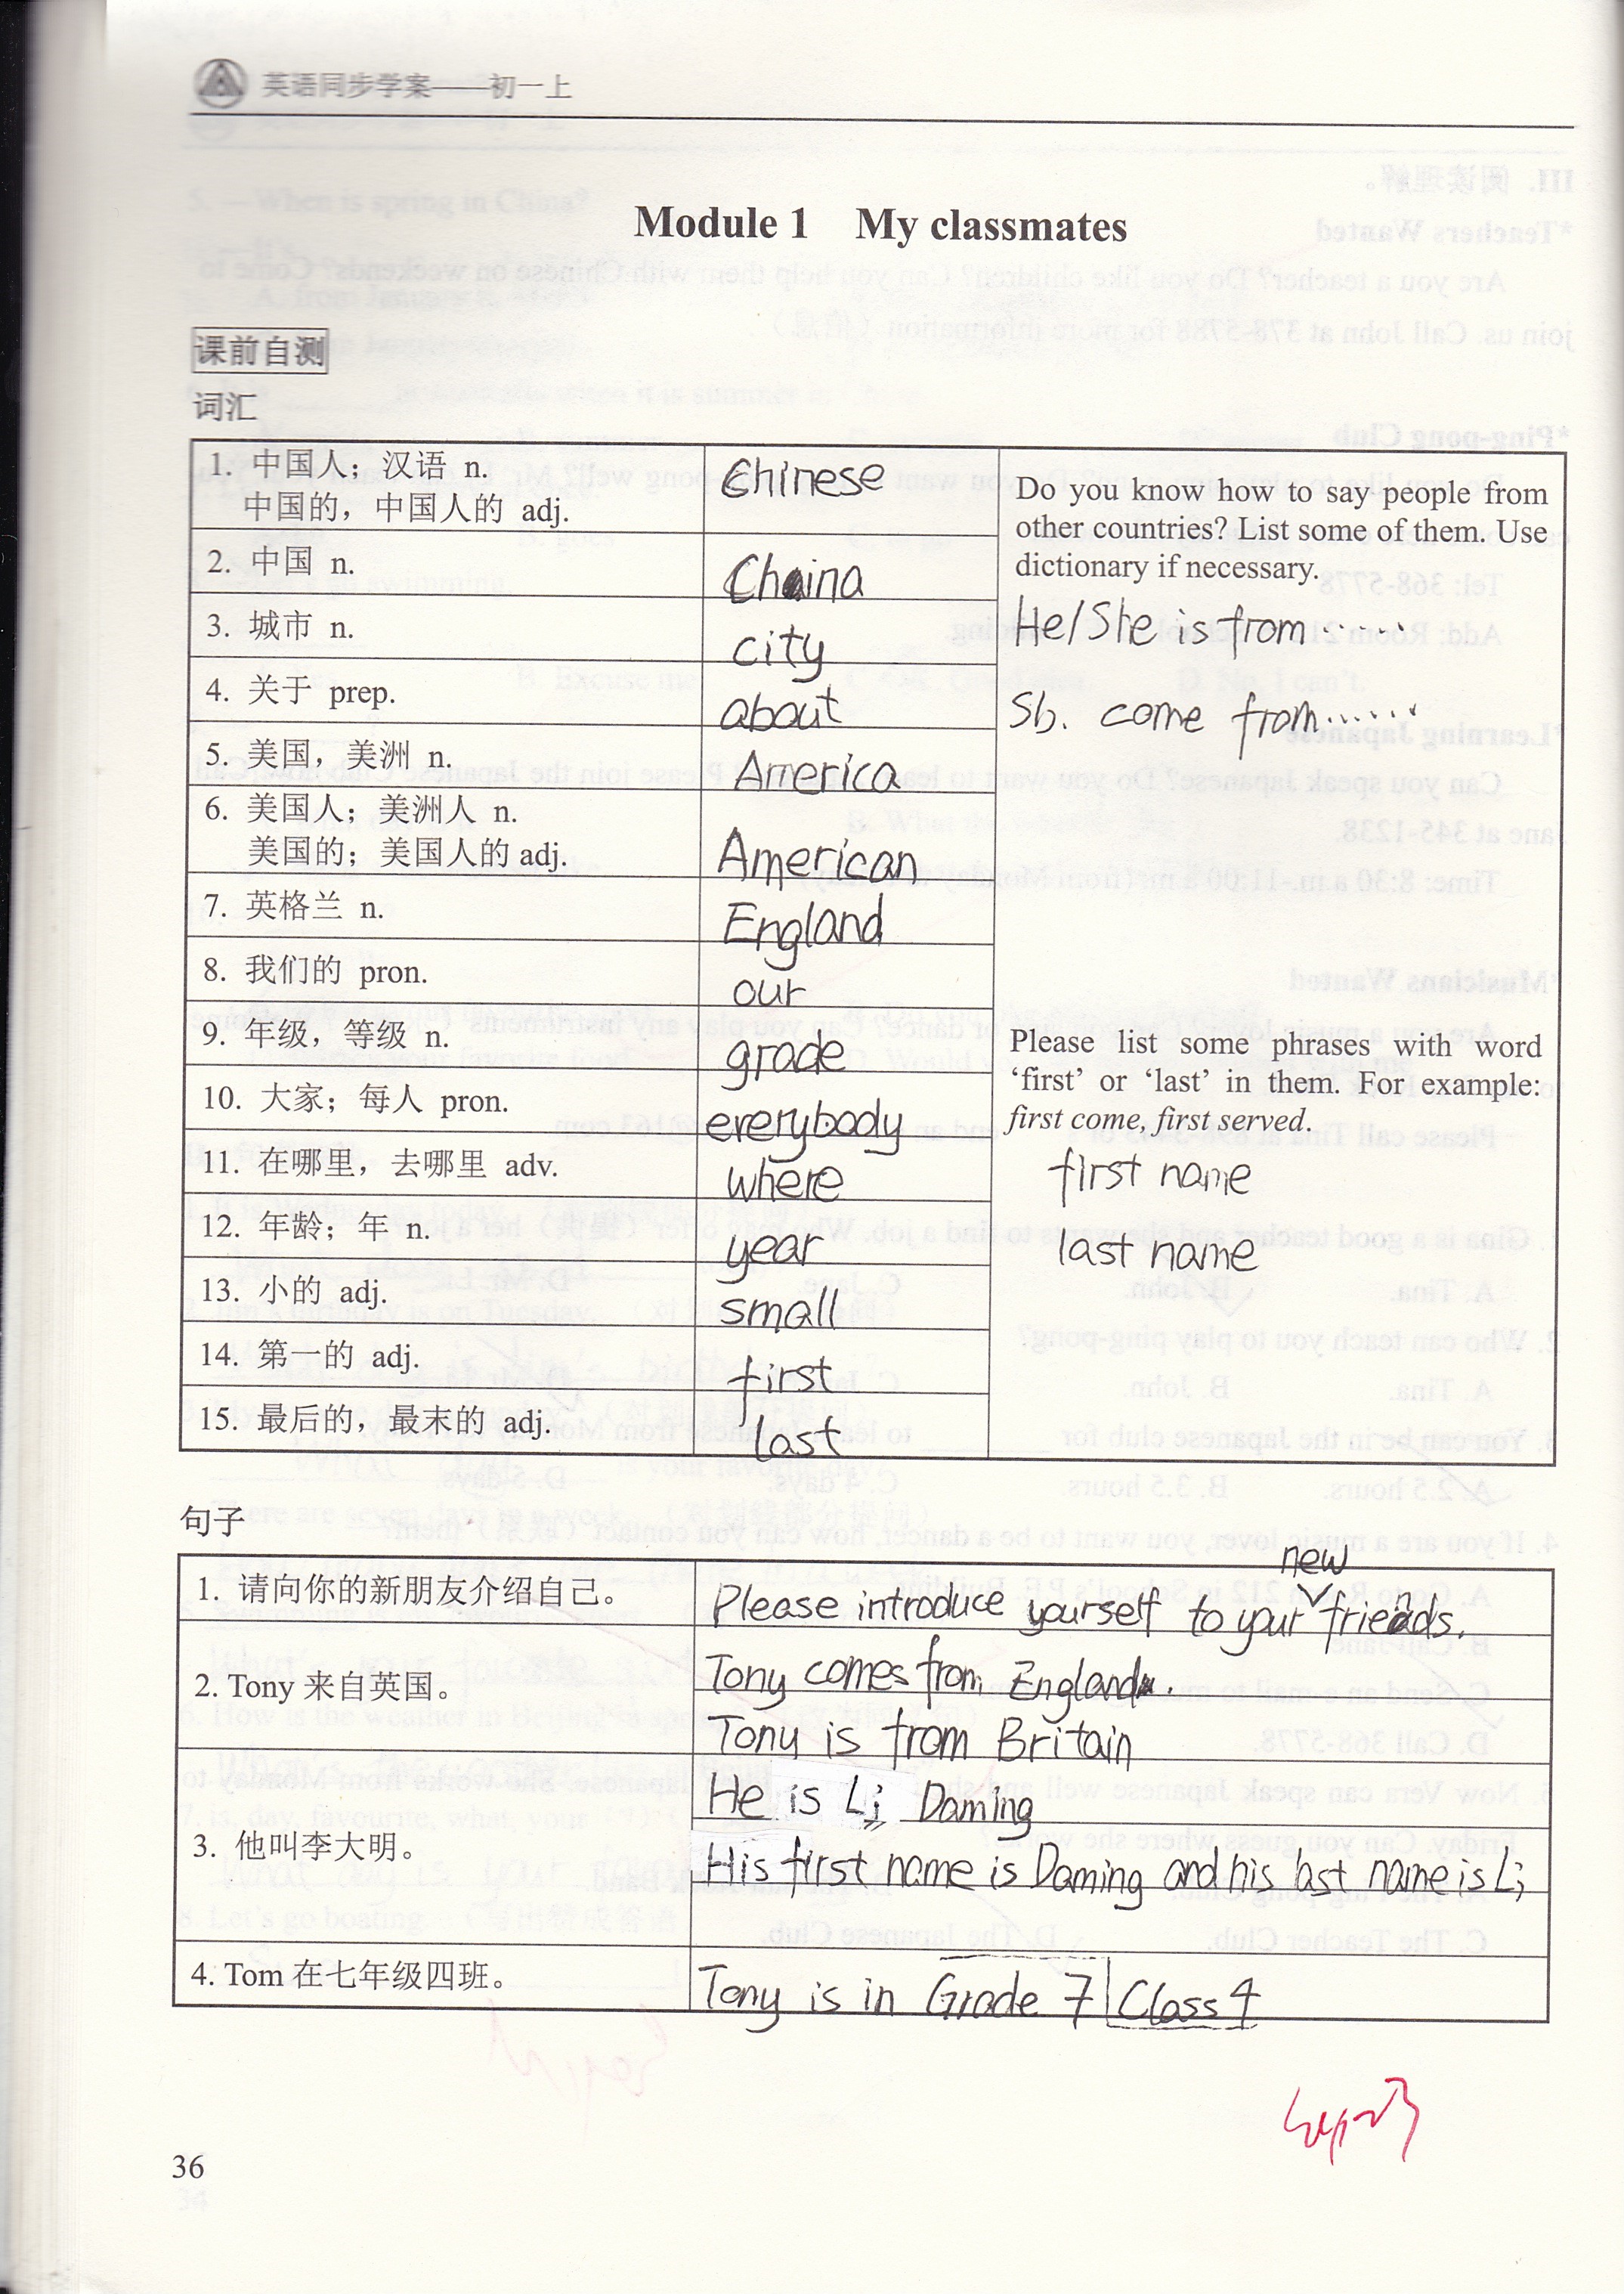 英语同步学案——初一上
Module 1 My classmates
课前自测
词汇
1. 中国人；汉语 n.
中国的，中国人的 adj.
Chinese
2. 中国 n.
China
3. 城市 n.
city
4. 关于 prep.
about
5. 美国，美洲 n.
America
6. 美国人；美洲人 n.
美国的；美国人的 adj.
American
7. 英格兰 n.
England
8. 我们的 pron.
our
9. 年级，等级 n.
grade
10. 大家；每人 pron.
everybody
11. 在哪里，去哪里 adv.
where
12. 年龄；年 n.
year
13. 小的 adj.
small
14. 第一的 adj.
first
15. 最后的，最末的 adj.
last
Do you know how to say people from
other countries? List some of them. Use
dictionary if necessary.
He/She is from ......
Sb. come from ......
Please list some phrases with word
‘first’ or ‘last’ in them. For example:
first come, first served.
first name
last name
句子
1. 请向你的新朋友介绍自己。
Please introduce yourself to your new friends.
2. Tony 来自英国。
Tony comes from England.
Tony is from Britain
3. 他叫李大明。
He is Li Daming
His first name is Daming and his last name is Li
4. Tom 在七年级四班。
Tony is in Grade 7 Class 4
36